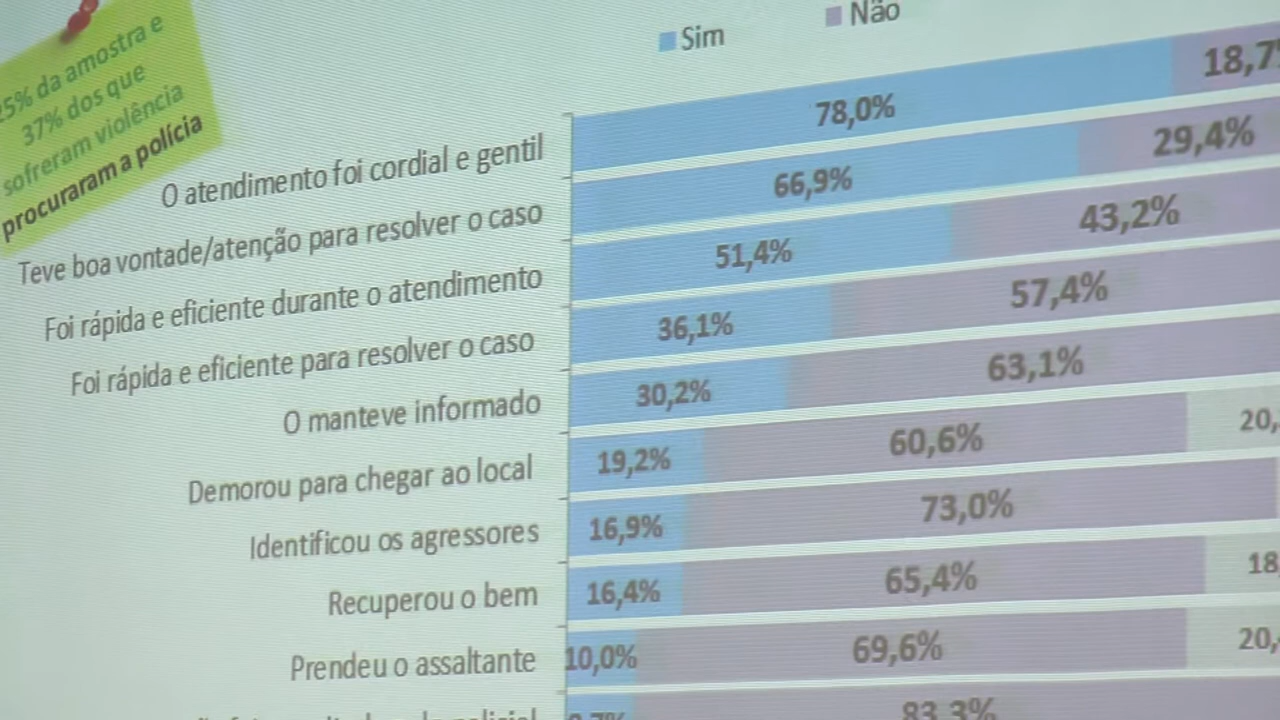 da amostra e
37% dos que
sofreram violência
procuraram a polícia
Sim Não
O atendimento foi cordial e gentil 78,0% 18,7%
Teve boa vontade/atenção para resolver o caso 66,9% 29,4%
Foi rápida e eficiente durante o atendimento 51,4% 43,2%
Foi rápida e eficiente para resolver o caso 36,1% 57,4%
O manteve informado 30,2% 63,1%
Demorou para chegar ao local 19,2% 60,6% 20,
Identificou os agressores 16,9% 73,0%
Recuperou o bem 16,4% 65,4% 18,
Prendeu o assaltante 10,0% 69,6% 20,
policial 83,3%